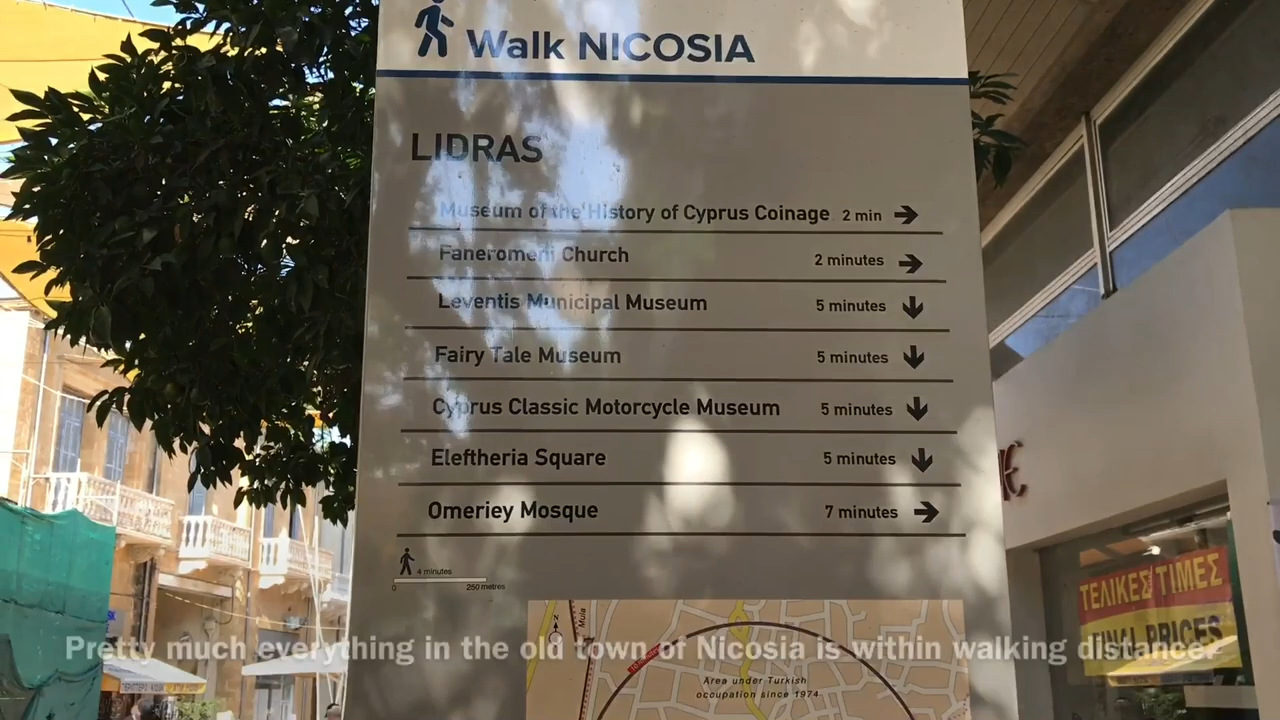 Walk NICOSIA
LIDRAS
Museum of the History of Cyprus Coinage 2 min
Faneromeni Church 2 minutes
Leventis Municipal Museum 5 minutes
Fairy Tale Museum 5 minutes
Cyprus Classic Motorcycle Museum 5 minutes
Eleftheria Square 5 minutes
Omeriey Mosque 7 minutes
4 minutes
0 250 metres
N
Mula
Area under Turkish
occupation since 1974
ΤΕΛΙΚΕΣ ΤΙΜΕΣ
FINAL PRICES
Pretty much everything in the old town of Nicosia is within walking distance.